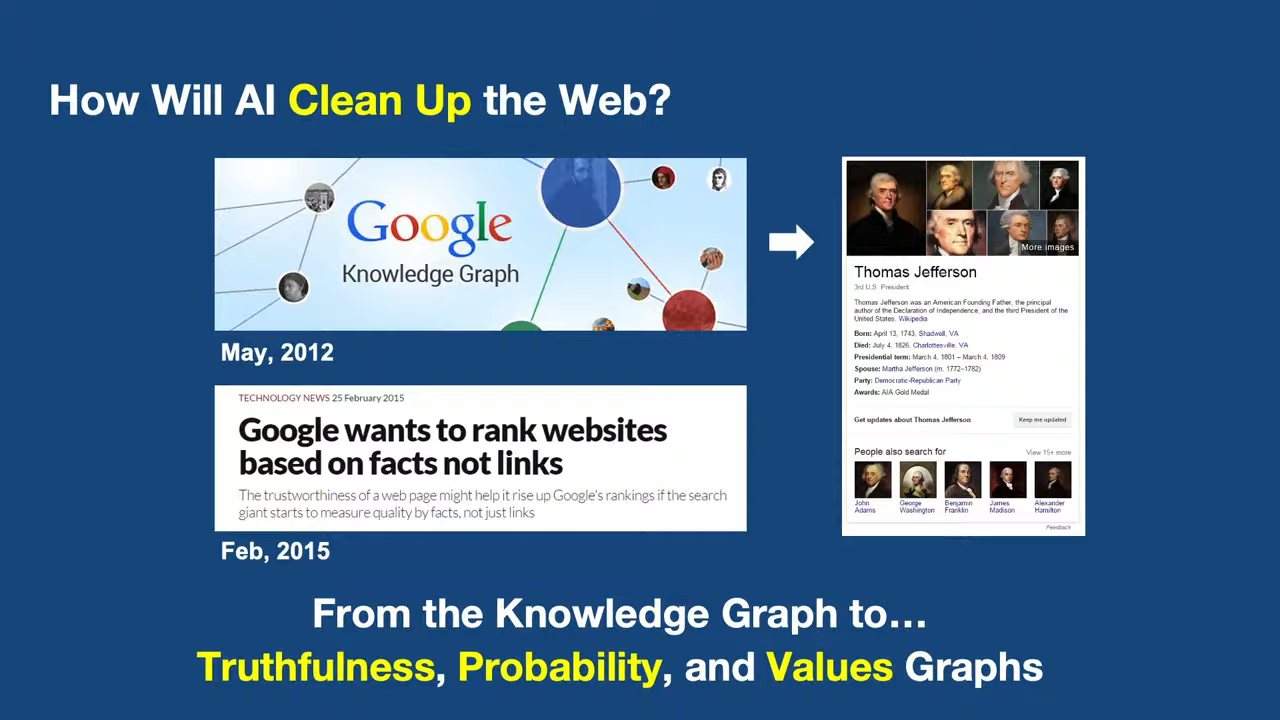 How Will AI Clean Up the Web?
Google
Knowledge Graph
May, 2012
TECHNOLOGY NEWS 25 February 2015
Google wants to rank websites
based on facts not links
The trustworthiness of a web page might help it rise up Google's rankings if the search
giant starts to measure quality by facts, not just links
Feb, 2015
More images
Thomas Jefferson
3rd U.S. President
Thomas Jefferson was an American Founding Father, the principal
author of the Declaration of Independence, and the third President of the
United States. Wikipedia
Born: April 13, 1743, Shadwell, VA
Died: July 4, 1826, Charlottesville, VA
Presidential term: March 4, 1801 – March 4, 1809
Spouse: Martha Jefferson (m. 1772–1782)
Party: Democratic-Republican Party
Awards: AIA Gold Medal
Get updates about Thomas Jefferson
Keep me updated
People also search for
View 15+ more
John
Adams
George
Washington
Benjamin
Franklin
James
Madison
Alexander
Hamilton
Feedback
From the Knowledge Graph to...
Truthfulness, Probability, and Values Graphs